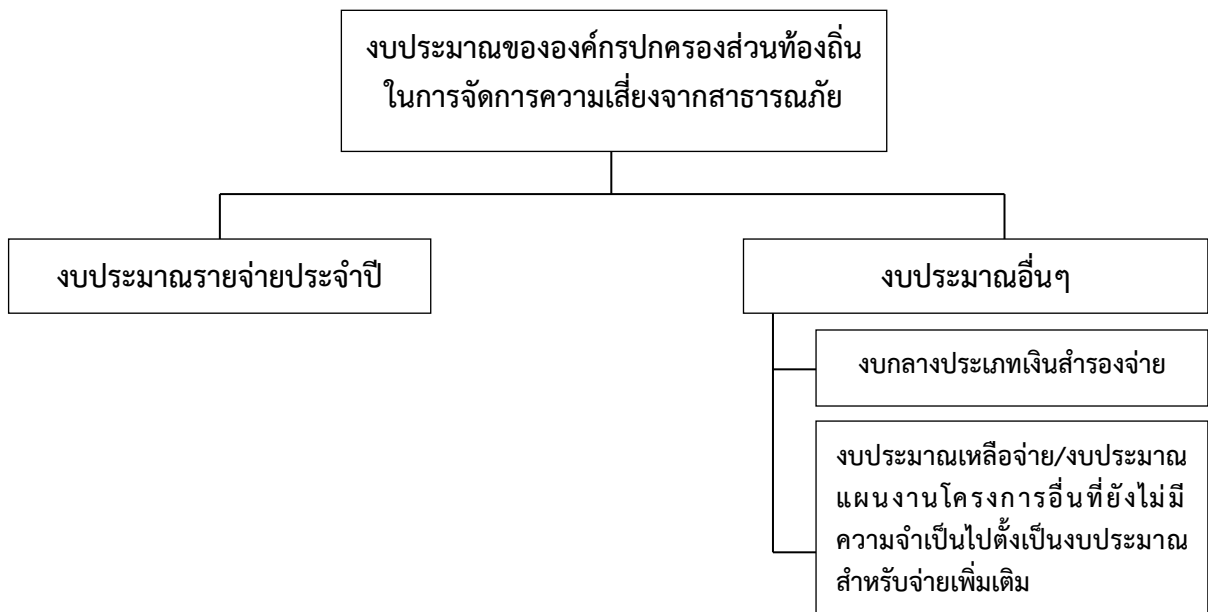 งบประมาณขององค์กรปกครองส่วนท้องถิ่น
ในการจัดการความเสี่ยงจากสาธารณภัย
งบประมาณรายจ่ายประจำปี
งบประมาณอื่นๆ
งบกลางประเภทเงินสำรองจ่าย
งบประมาณเหลือจ่าย/งบประมาณ
แผนงานโครงการอื่นที่ยังไม่มี
ความจำเป็นไปตั้งเป็นงบประมาณ
สำหรับจ่ายเพิ่มเติม